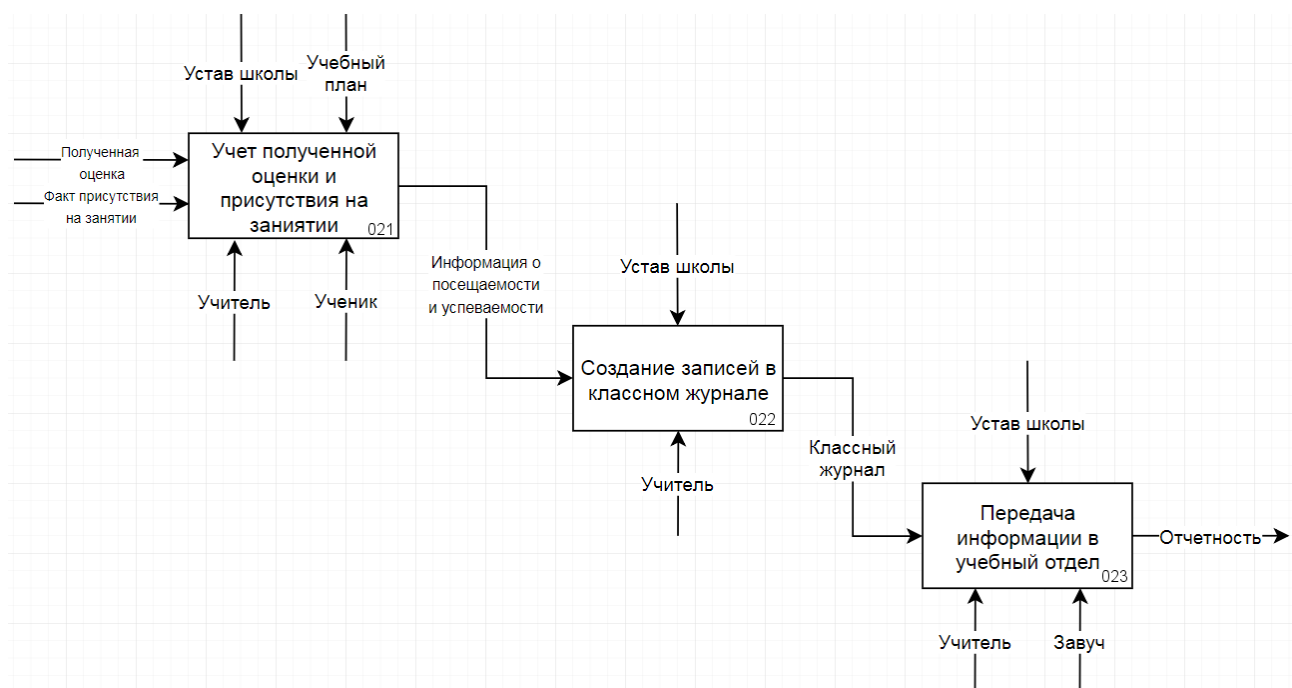 Устав школы
Учебный
план
Полученная
оценка
Факт присутствия
на занятии
Учет полученной
оценки и
присутствия на
заниятии
021
Учитель
Ученик
Информация о
посещаемости
и успеваемости
Устав школы
Создание записей в
классном журнале
022
Учитель
Классный
журнал
Устав школы
Передача
информации в
учебный отдел
023
Отчетность
Учитель
Завуч